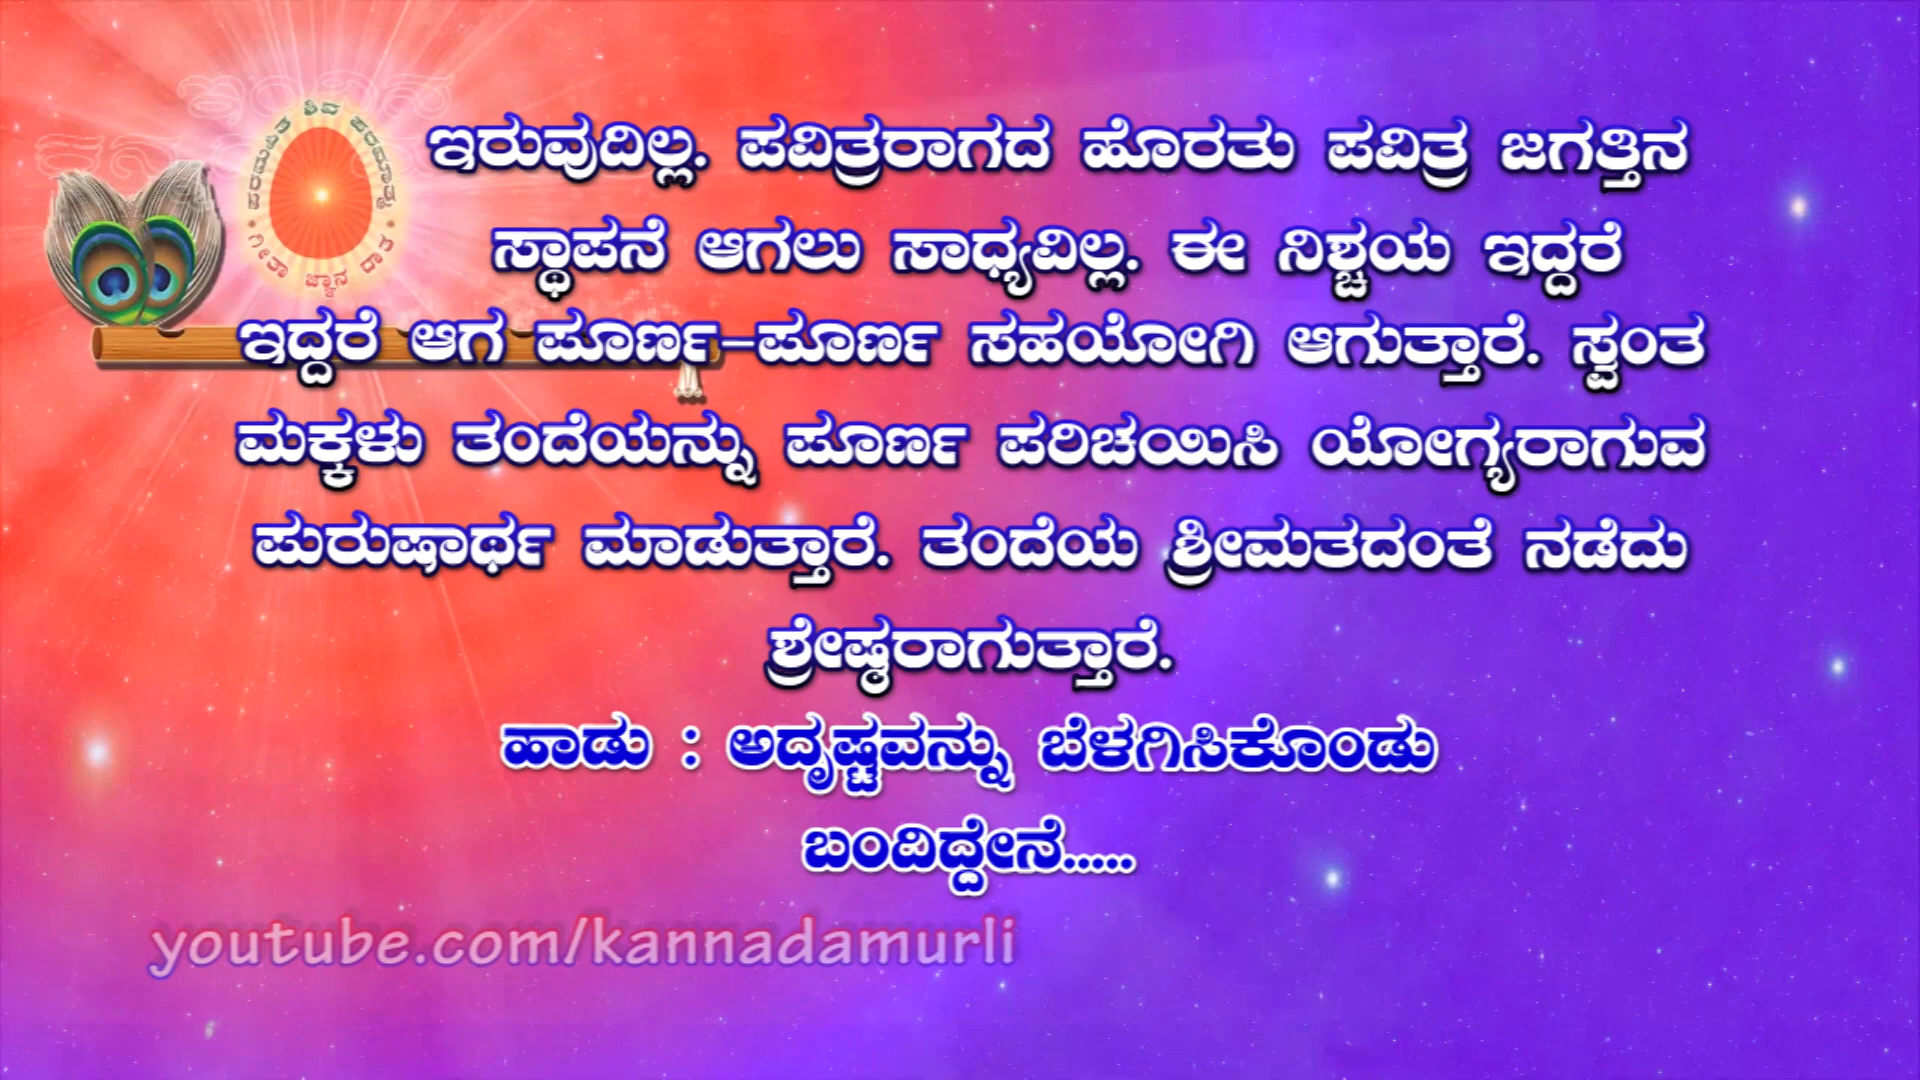 ಇರುವುದಿಲ್ಲ. ಪವಿತ್ರರಾಗದ ಹೊರತು ಪವಿತ್ರ ಜಗತ್ತಿನ
ಸ್ಥಾಪನೆ ಆಗಲು ಸಾಧ್ಯವಿಲ್ಲ. ಈ ನಿಶ್ಚಯ ಇದ್ದರೆ
ಇದ್ದರೆ ಆಗ ಪೂರ್ಣ-ಪೂರ್ಣ ಸಹಯೋಗಿ ಆಗುತ್ತಾರೆ. ಸ್ವಂತ
ಮಕ್ಕಳು ತಂದೆಯನ್ನು ಪೂರ್ಣ ಪರಿಚಯಿಸಿ ಯೋಗ್ಯರಾಗುವ
ಪುರುಷಾರ್ಥ ಮಾಡುತ್ತಾರೆ. ತಂದೆಯ ಶ್ರೀಮತದಂತೆ ನಡೆದು
ಶ್ರೇಷ್ಠರಾಗುತ್ತಾರೆ.
ಹಾಡು : ಅದೃಷ್ಟವನ್ನು ಬೆಳಗಿಸಿಕೊಂಡು
ಬಂದಿದ್ದೇನೆ.....
youtube.com/kannadamurli